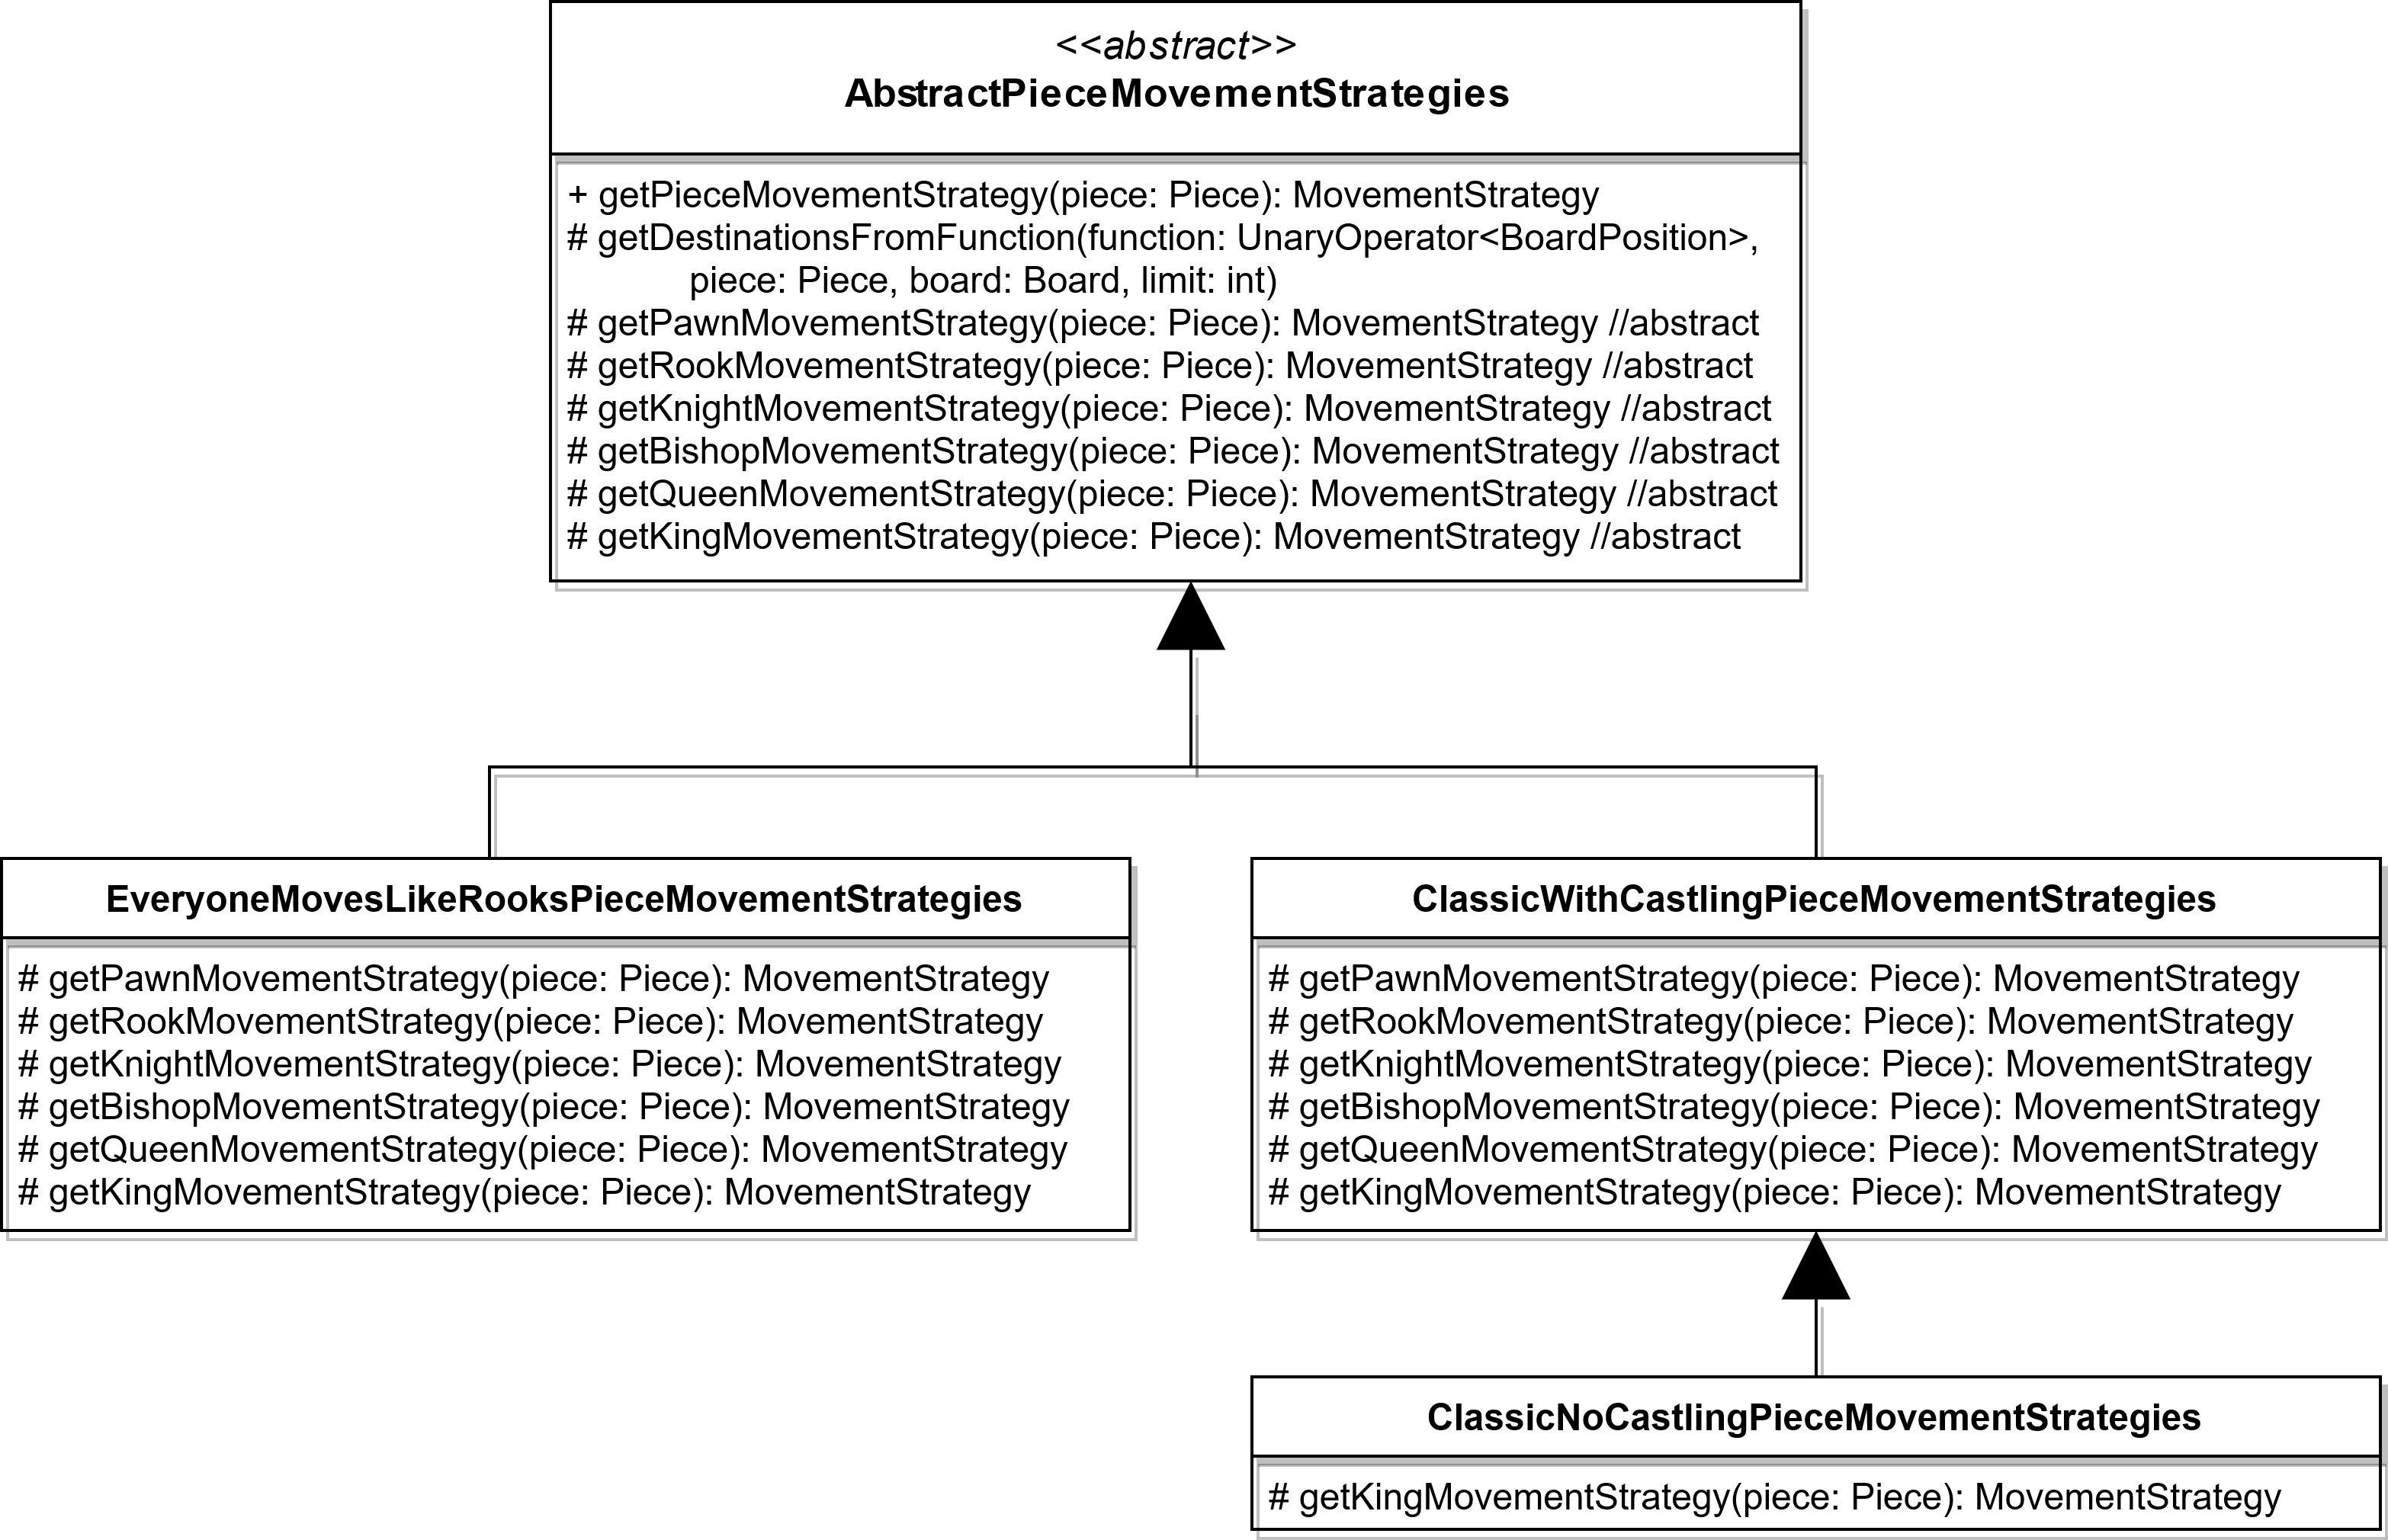 <<abstract>>
AbstractPieceMovementStrategies
+ getPieceMovementStrategy(piece: Piece): MovementStrategy
# getDestinationsFromFunction(function: UnaryOperator<BoardPosition>,
piece: Piece, board: Board, limit: int)
# getPawnMovementStrategy(piece: Piece): MovementStrategy //abstract
# getRookMovementStrategy(piece: Piece): MovementStrategy //abstract
# getKnightMovementStrategy(piece: Piece): MovementStrategy //abstract
# getBishopMovementStrategy(piece: Piece): MovementStrategy //abstract
# getQueenMovementStrategy(piece: Piece): MovementStrategy //abstract
# getKingMovementStrategy(piece: Piece): MovementStrategy //abstract
EveryoneMovesLikeRooksPieceMovementStrategies
# getPawnMovementStrategy(piece: Piece): MovementStrategy
# getRookMovementStrategy(piece: Piece): MovementStrategy
# getKnightMovementStrategy(piece: Piece): MovementStrategy
# getBishopMovementStrategy(piece: Piece): MovementStrategy
# getQueenMovementStrategy(piece: Piece): MovementStrategy
# getKingMovementStrategy(piece: Piece): MovementStrategy
ClassicWithCastlingPieceMovementStrategies
# getPawnMovementStrategy(piece: Piece): MovementStrategy
# getRookMovementStrategy(piece: Piece): MovementStrategy
# getKnightMovementStrategy(piece: Piece): MovementStrategy
# getBishopMovementStrategy(piece: Piece): MovementStrategy
# getQueenMovementStrategy(piece: Piece): MovementStrategy
# getKingMovementStrategy(piece: Piece): MovementStrategy
ClassicNoCastlingPieceMovementStrategies
# getKingMovementStrategy(piece: Piece): MovementStrategy